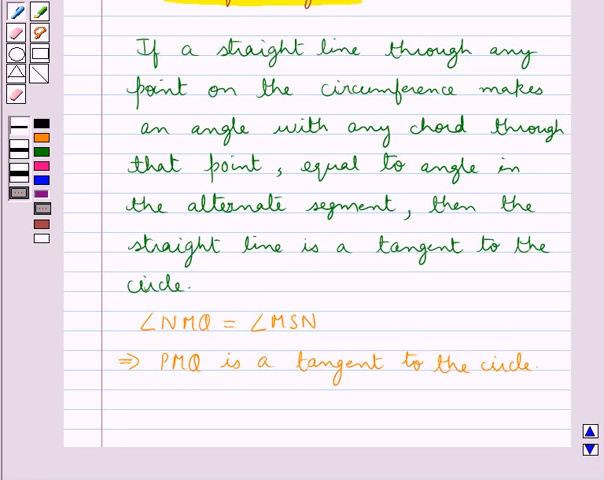 If a straight line through any
point on the circumference makes
an angle with any chord through
that point, equal to angle in
the alternate segment, then the
straight line is a tangent to the
circle.
∠NMQ = ∠MSN
⇒ PMQ is a tangent to the circle.